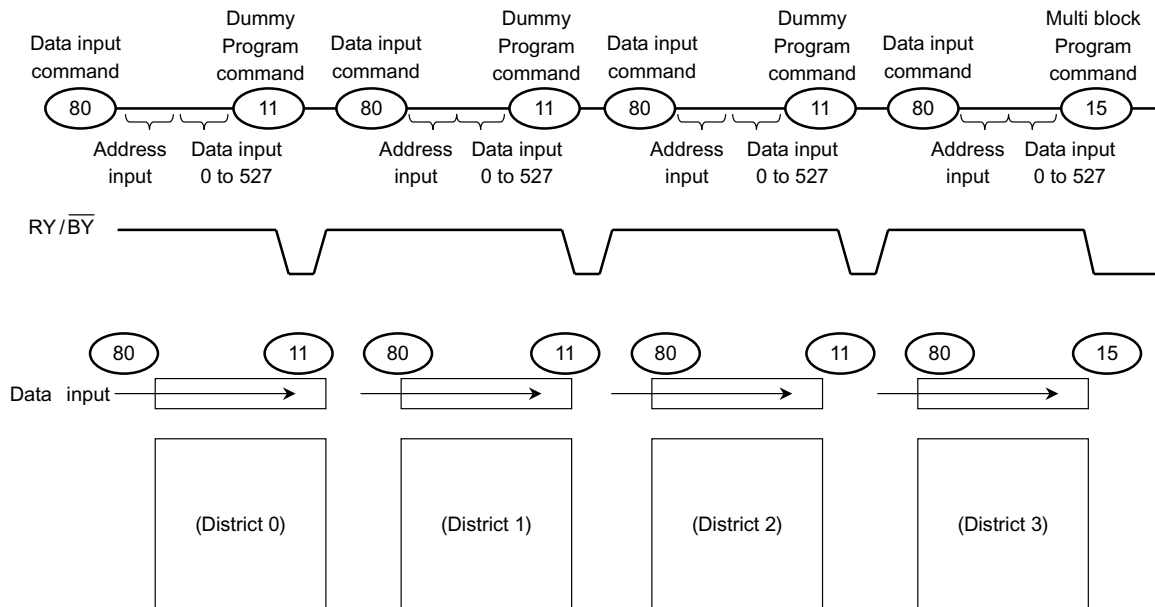 Data input command
Dummy Program command
Data input command
Dummy Program command
Data input command
Dummy Program command
Data input command
Multi block Program command
80
11
80
11
80
11
80
15
Address input
Data input 0 to 527
Address input
Data input 0 to 527
Address input
Data input 0 to 527
Address input
Data input 0 to 527
RY/BY
80
11
80
11
80
11
80
15
Data input
(District 0)
(District 1)
(District 2)
(District 3)